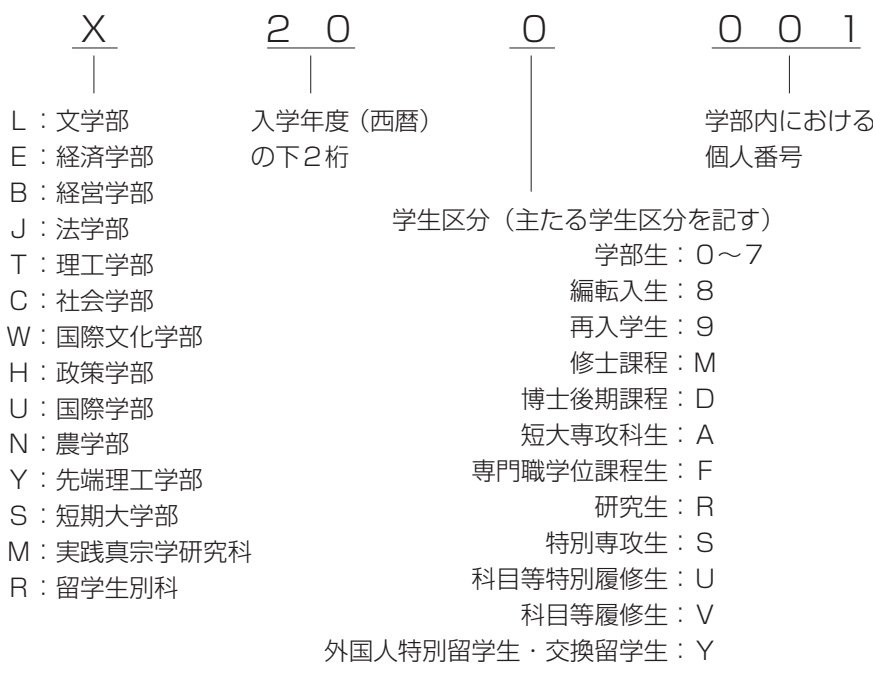 X 20 0 001
L：文学部
E：経済学部
B：経営学部
J：法学部
T：理工学部
C：社会学部
W：国際文化学部
H：政策学部
U：国際学部
N：農学部
Y：先端理工学部
S：短期大学部
M：実践真宗学研究科
R：留学生別科
入学年度（西暦）
の下2桁
学生区分（主たる学生区分を記す）
学部生：0～7
編転入生：8
再入学生：9
修士課程：M
博士後期課程：D
短大専攻科生：A
専門職学位課程生：F
研究生：R
特別専攻生：S
科目等特別履修生：U
科目等履修生：V
外国人特別留学生・交換留学生：Y
学部内における
個人番号